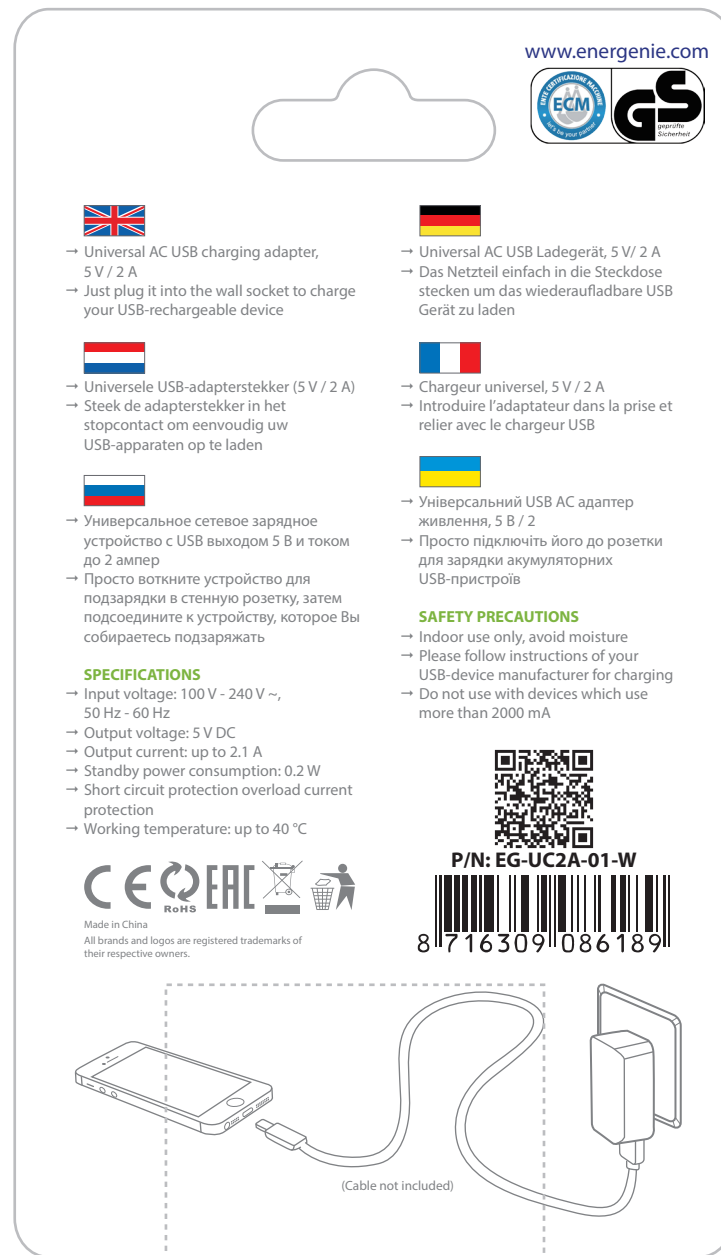 www.energenie.com
ENTE CERTIFICAZIONE MACCHINE
ECM
let's be your partner
GS
geprüfte
Sicherheit
→ Universal AC USB charging adapter,
5 V / 2 A
→ Just plug it into the wall socket to charge
your USB-rechargeable device
→ Universal AC USB Ladegerät, 5 V/ 2 A
→ Das Netzteil einfach in die Steckdose
stecken um das wiederaufladbare USB
Gerät zu laden
→ Universele USB-adapterstekker (5 V / 2 A)
→ Steek de adapterstekker in het
stopcontact om eenvoudig uw
USB-apparaten op te laden
→ Chargeur universel, 5 V / 2 A
→ Introduire l'adaptateur dans la prise et
relier avec le chargeur USB
→ Универсальное сетевое зарядное
устройство с USB выходом 5 В и током
до 2 ампер
→ Просто воткните устройство для
подзарядки в стенную розетку, затем
подсоедините к устройству, которое Вы
собираетесь подзаряжать
→ Універсальний USB AC адаптер
живлення, 5 В / 2
→ Просто підключіть його до розетки
для зарядки акумуляторних
USB-пристроїв
SPECIFICATIONS
→ Input voltage: 100 V - 240 V ~,
50 Hz - 60 Hz
→ Output voltage: 5 V DC
→ Output current: up to 2.1 A
→ Standby power consumption: 0.2 W
→ Short circuit protection overload current
protection
→ Working temperature: up to 40 °C
SAFETY PRECAUTIONS
→ Indoor use only, avoid moisture
→ Please follow instructions of your
USB-device manufacturer for charging
→ Do not use with devices which use
more than 2000 mA
CE RoHS EAC
Made in China
All brands and logos are registered trademarks of
their respective owners.
P/N: EG-UC2A-01-W
8 716309 086189
(Cable not included)